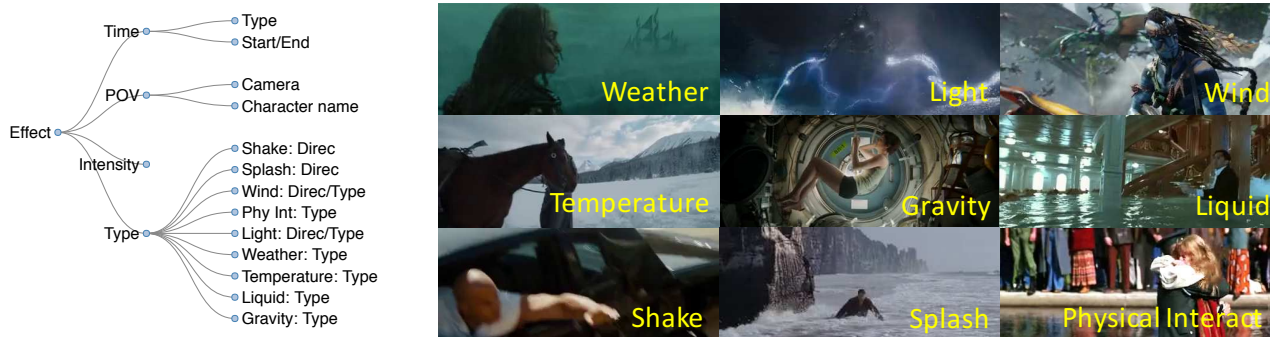 Effect
Time
Type
Start/End
POV
Camera
Character name
Intensity
Type
Shake: Direc
Splash: Direc
Wind: Direc/Type
Phy Int: Type
Light: Direc/Type
Weather: Type
Temperature: Type
Liquid: Type
Gravity: Type
Weather
Light
Wind
Temperature
Gravity
Liquid
Shake
Splash
Physical Interact